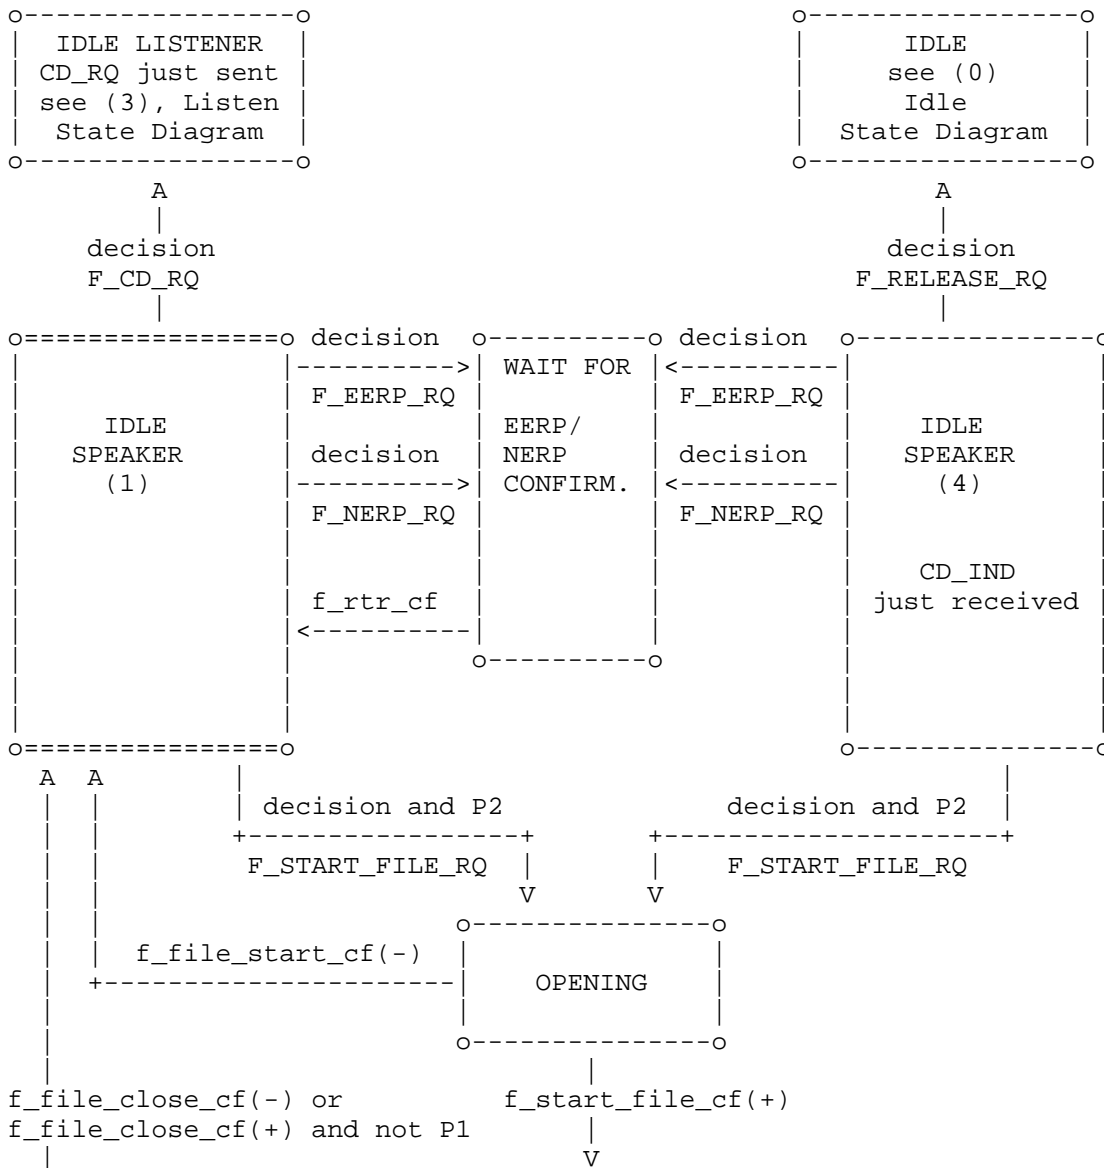 IDLE LISTENER IDLE
CD_RQ just sent see (0)
see (3), Listen Idle
State Diagram State Diagram
A A
decision decision
F_CD_RQ F_RELEASE_RQ
decision decision
WAIT FOR
F_EERP_RQ F_EERP_RQ
IDLE EERP/ IDLE
SPEAKER decision NERP decision SPEAKER
(1) CONFIRM. (4)
F_NERP_RQ F_NERP_RQ
CD_IND
f_rtr_cf just received
A A
decision and P2 decision and P2
F_START_FILE_RQ F_START_FILE_RQ
V V
f_file_start_cf(-)
OPENING
f_file_close_cf(-) or f_start_file_cf(+)
f_file_close_cf(+) and not P1
V